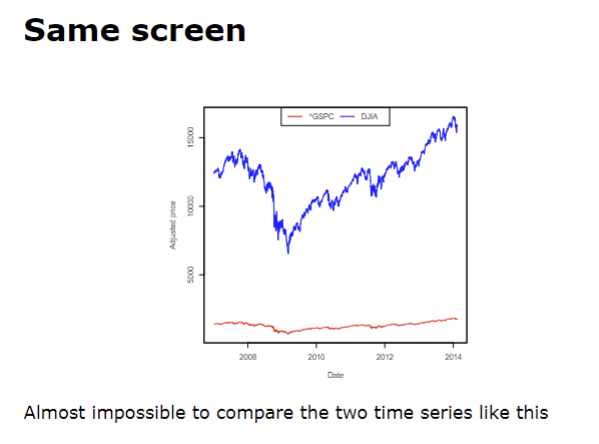 Same screen
^GSPC DJIA
15000
10000
5000
Adjusted price
2008 2010 2012 2014
Date
Almost impossible to compare the two time series like this